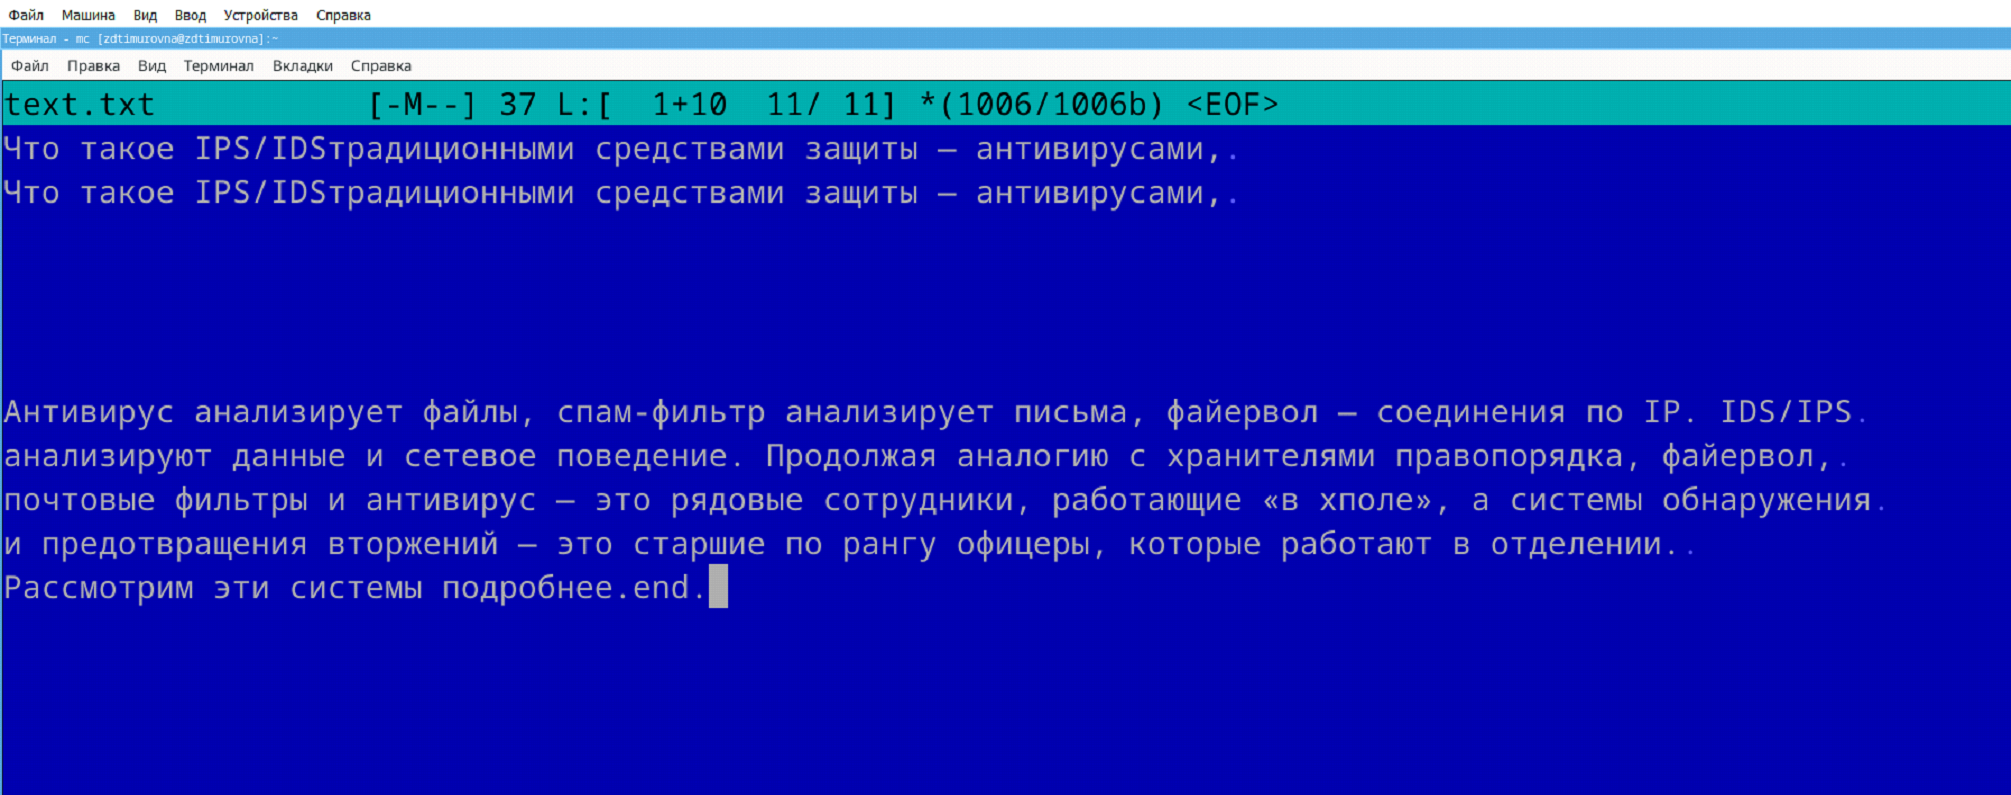 Файл Машина Вид Ввод Устройства Справка
Терминал - mc [zdtimurovna@zdtimurovna]:~
Файл Правка Вид Терминал Вкладки Справка
text.txt [-M--] 37 L:[ 1+10 11/ 11] *(1006/1006b) <EOF>
Что такое IPS/IDSтрадиционными средствами защиты — антивирусами,.
Что такое IPS/IDSтрадиционными средствами защиты — антивирусами,.
Антивирус анализирует файлы, спам-фильтр анализирует письма, файервол — соединения по IP. IDS/IPS.
анализируют данные и сетевое поведение. Продолжая аналогию с хранителями правопорядка, файервол,.
почтовые фильтры и антивирус — это рядовые сотрудники, работающие «в хполе», а системы обнаружения.
и предотвращения вторжений — это старшие по рангу офицеры, которые работают в отделении..
Рассмотрим эти системы подробнее.end.